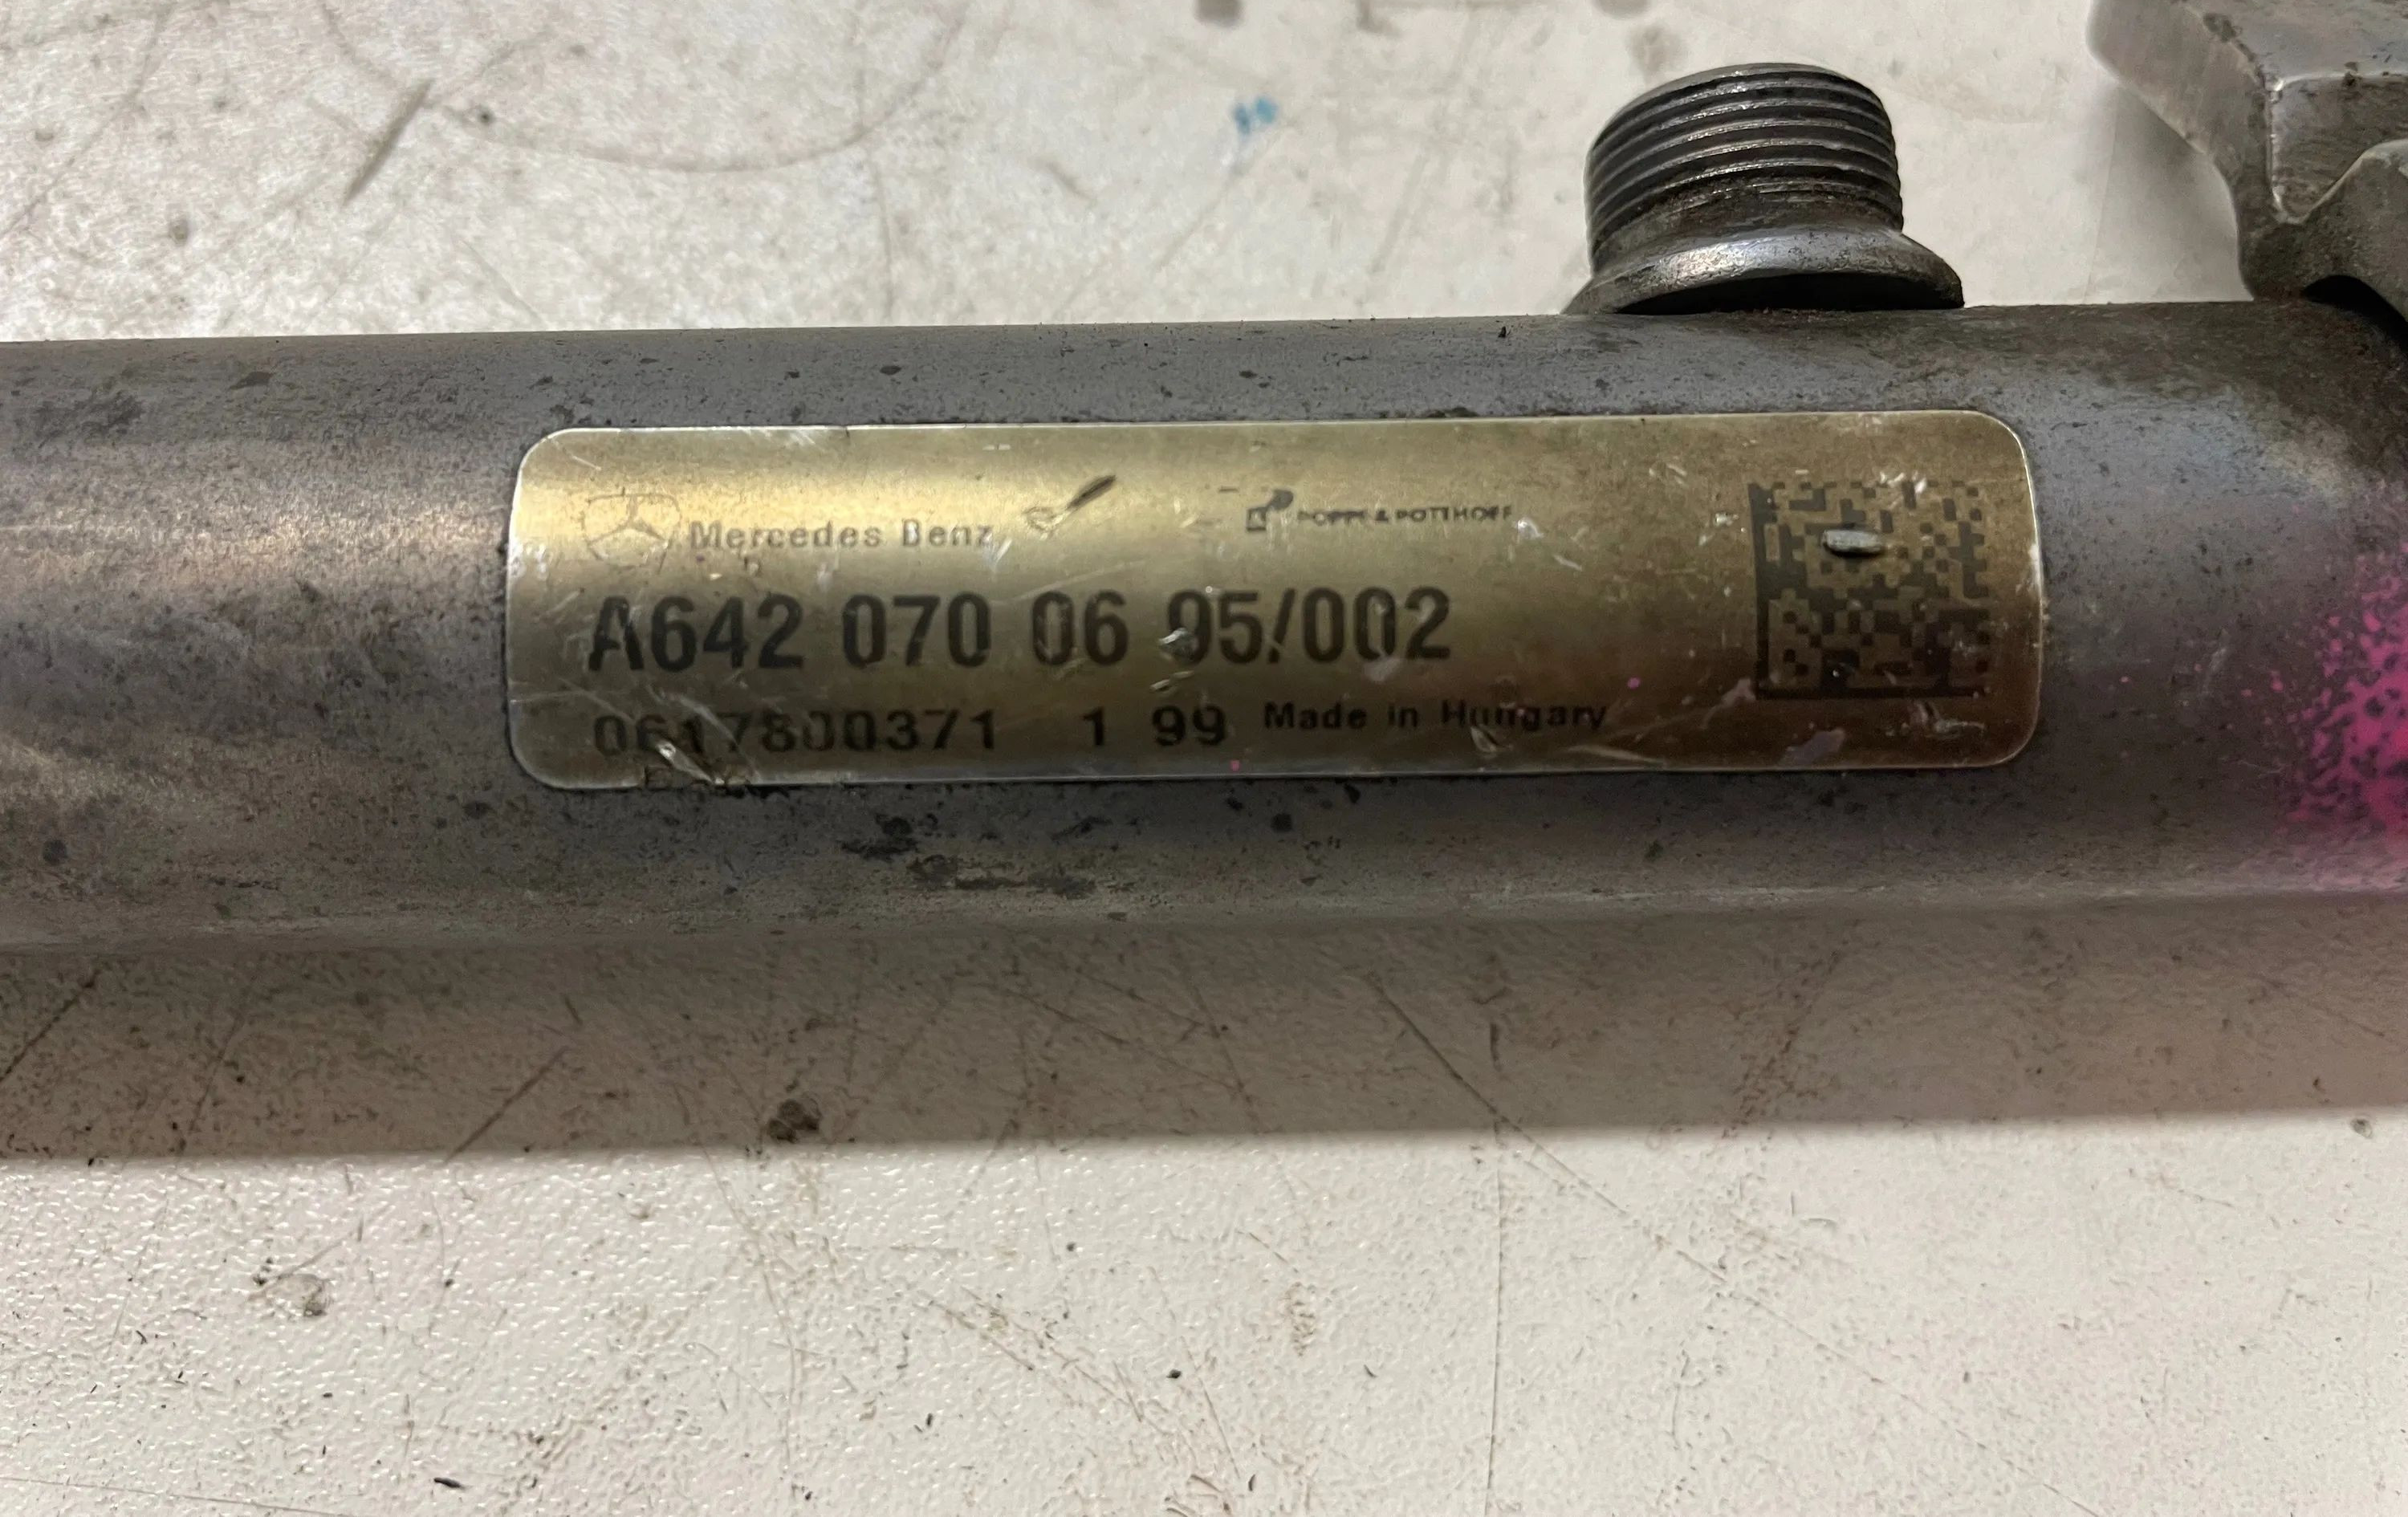 Mercedes Benz
POPPE & POTTHOFF
A642 070 06 95/002
0617800371 1 99 Made in Hungary